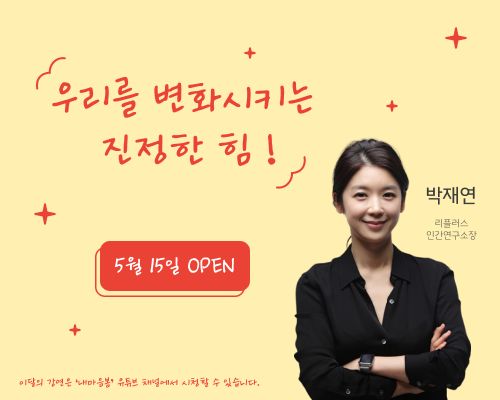 우리를 변화시키는
진정한 힘!
박재연
리플러스
인간연구소장
5월 15일 OPEN
이달의 강연은 '내마음봄' 유튜브 채널에서 시청할 수 있습니다.